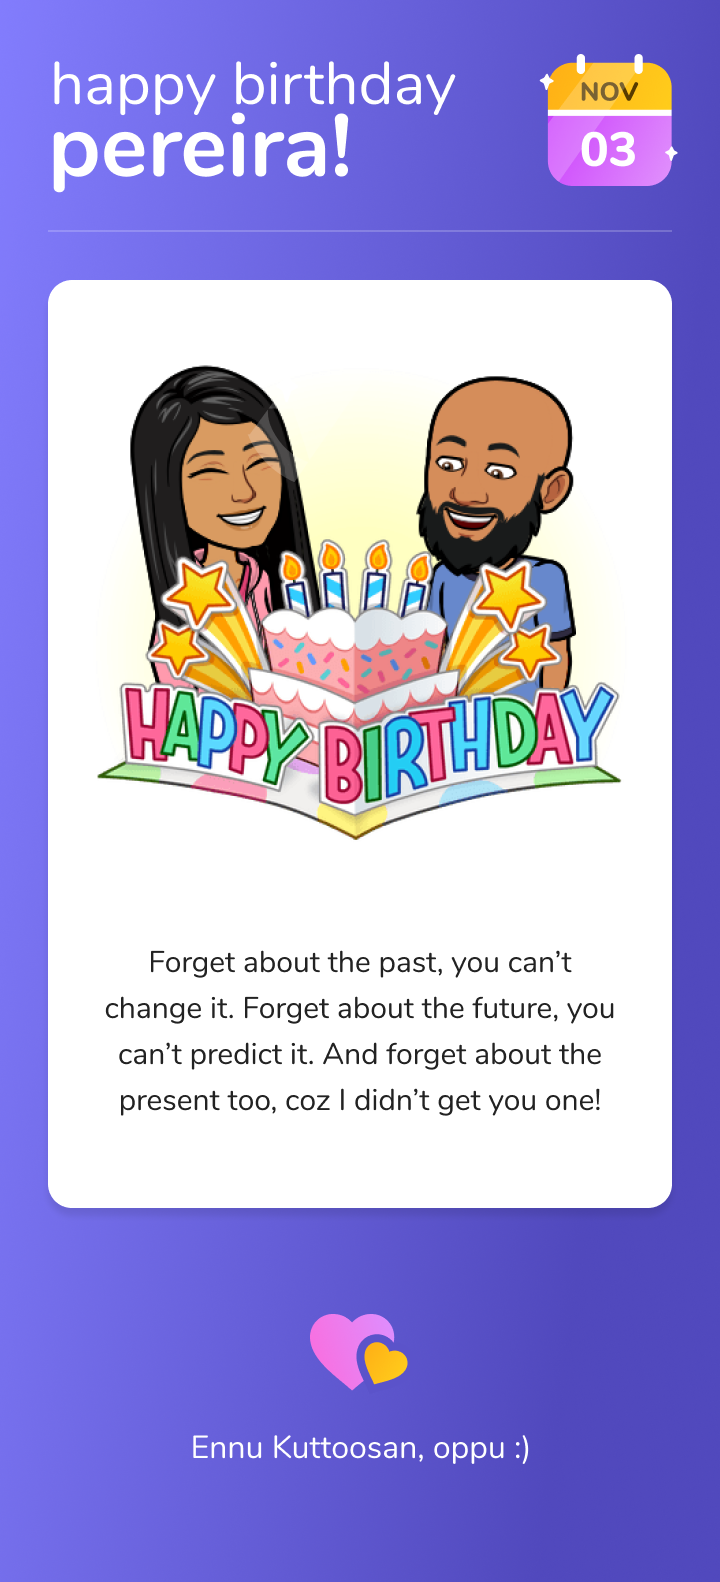 happy birthday
pereira!
NOV
03
HAPPY BIRTHDAY
Forget about the past, you can’t
change it. Forget about the future, you
can’t predict it. And forget about the
present too, coz I didn’t get you one!
Ennu Kuttoosan, oppu :)